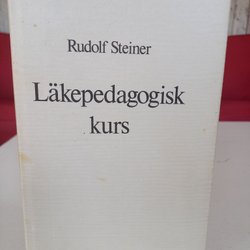 Rudolf Steiner
Läkepedagogisk
kurs